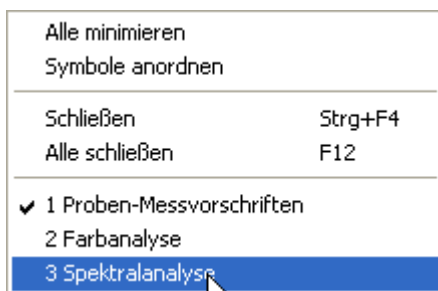 Alle minimieren
Symbole anordnen
Schließen Strg+F4
Alle schließen F12
1 Proben-Messvorschriften
2 Farbanalyse
3 Spektralanalyse